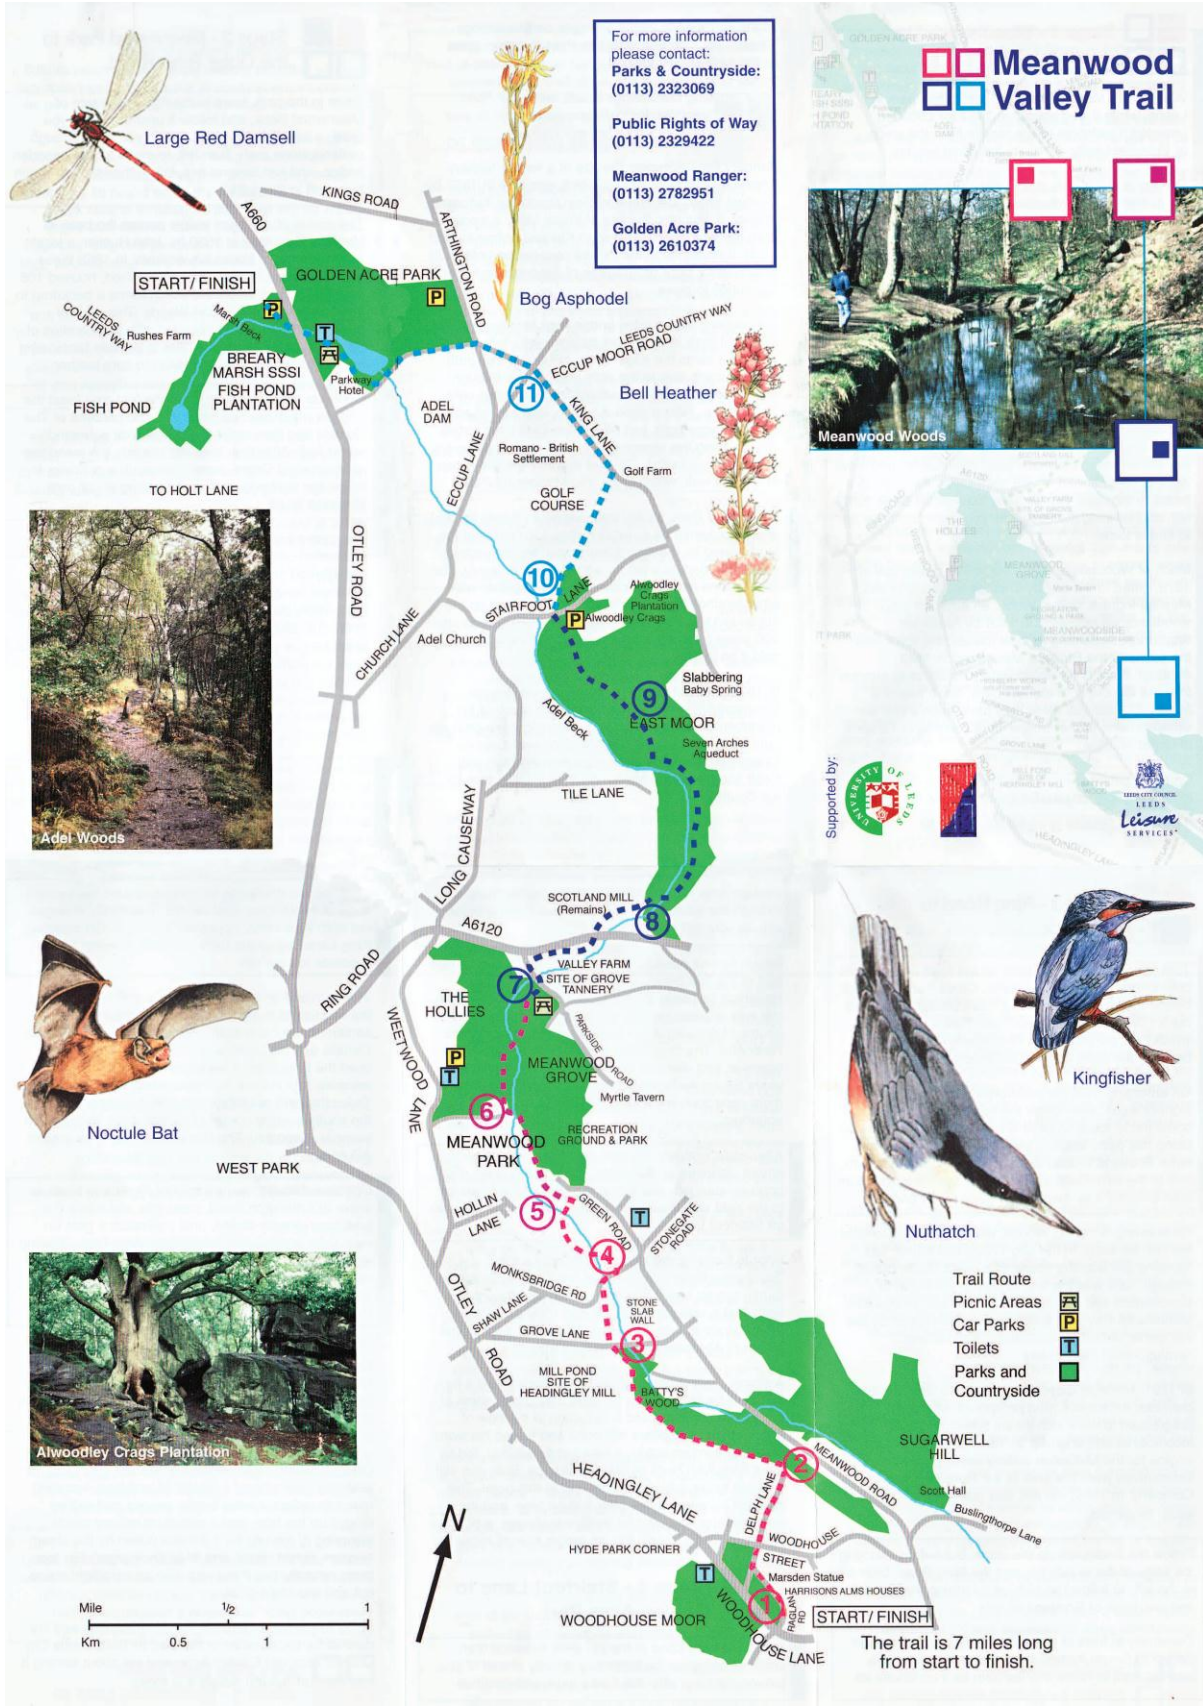 Meanwood
Valley Trail
For more information
please contact:
Parks & Countryside:
(0113) 2323069
Public Rights of Way
(0113) 2329422
Meanwood Ranger:
(0113) 2782951
Golden Acre Park:
(0113) 2610374
Large Red Damsell
Bog Asphodel
Bell Heather
Meanwood Woods
KINGS ROAD
A660
ARTHINGTON ROAD
START/ FINISH
GOLDEN ACRE PARK
P
P
T
LEEDS
COUNTRY WAY
Rushes Farm
Marsh Beck
BREARY
MARSH SSSI
FISH POND
PLANTATION
Parkway
Hotel
FISH POND
ADEL
DAM
LEEDS COUNTRY WAY
ECCUP MOOR ROAD
11
KING LANE
Romano - British
Settlement
ECCUP LANE
Golf Farm
GOLF
COURSE
TO HOLT LANE
OTLEY ROAD
10
STAIRFOOT LANE
Alwoodley
Crags
Plantation
P
Alwoodley Crags
CHURCH LANE
Adel Church
Slabbering
Baby Spring
9
EAST MOOR
Adel Beck
Seven Arches
Aqueduct
TILE LANE
LONG CAUSEWAY
Adel Woods
Supported by:
UNIVERSITY OF LEEDS
LEEDS CITY COUNCIL
LEEDS
Leisure
SERVICES
SCOTLAND MILL
(Remains)
8
A6120
RING ROAD
VALLEY FARM
7
SITE OF GROVE
TANNERY
THE
HOLLIES
WEETWOOD LANE
PARKSIDE ROAD
P
T
MEANWOOD
GROVE
Myrtle Tavern
6
RECREATION
GROUND & PARK
MEANWOOD
PARK
WEST PARK
Noctule Bat
Kingfisher
Nuthatch
HOLLIN
LANE
5
GREEN ROAD
T
STONEGATE
ROAD
4
MONKSBRIDGE RD
OTLEY
ROAD
SHAW LANE
STONE
SLAB
WALL
GROVE LANE
3
MILL POND
SITE OF
HEADINGLEY MILL
BATTY'S
WOOD
Alwoodley Crags Plantation
Trail Route
Picnic Areas
Car Parks
P
Toilets
T
Parks and
Countryside
SUGARWELL
HILL
2
MEANWOOD ROAD
Scott Hall
Buslingthorpe Lane
HEADINGLEY LANE
DELPH LANE
WOODHOUSE
STREET
HYDE PARK CORNER
T
Marsden Statue
HARRISONS ALMS HOUSES
1
RAGLAN
RD
START/ FINISH
WOODHOUSE MOOR
WOODHOUSE LANE
N
Mile
1/2
1
Km
0.5
1
The trail is 7 miles long
from start to finish.